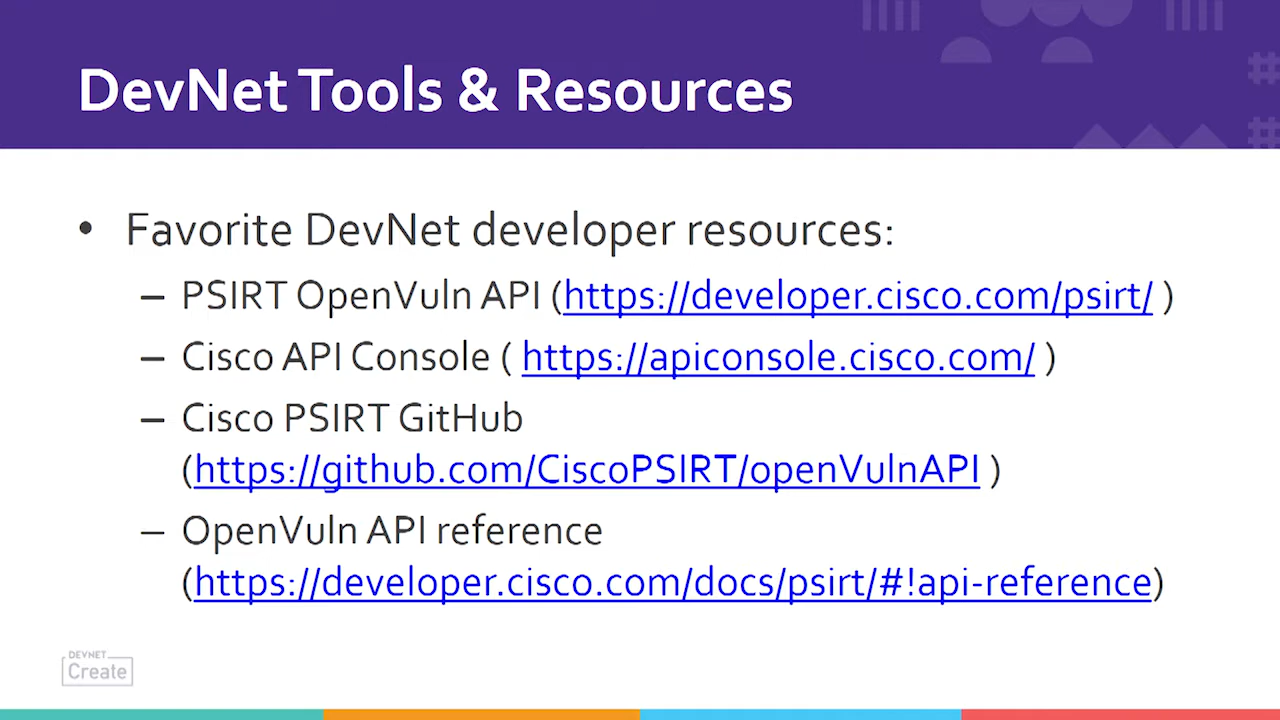 DevNet Tools & Resources
• Favorite DevNet developer resources:
– PSIRT OpenVuln API (https://developer.cisco.com/psirt/ )
– Cisco API Console ( https://apiconsole.cisco.com/ )
– Cisco PSIRT GitHub
(https://github.com/CiscoPSIRT/openVulnAPI )
– OpenVuln API reference
(https://developer.cisco.com/docs/psirt/#!api-reference)
DEVNET
Create